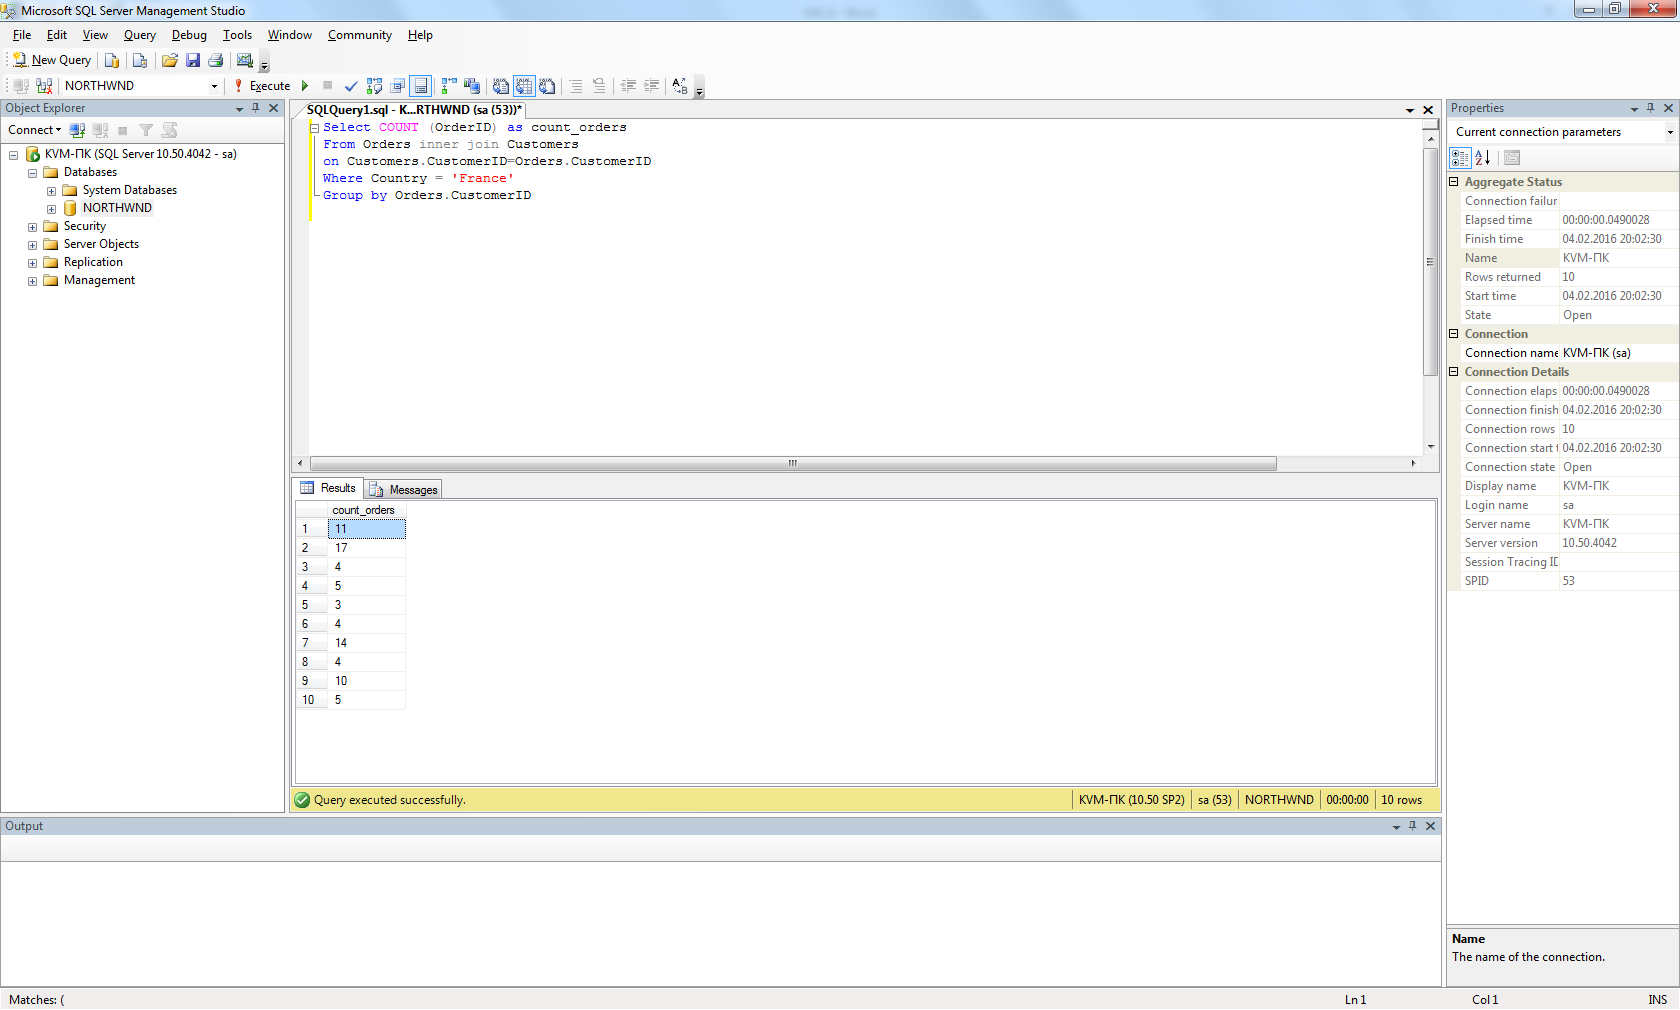 Microsoft SQL Server Management Studio
File Edit View Query Debug Tools Window Community Help
New Query
NORTHWND Execute
Object Explorer
Connect
KVM-ПК (SQL Server 10.50.4042 - sa)
Databases
System Databases
NORTHWND
Security
Server Objects
Replication
Management
SQLQuery1.sql - K...RTHWND (sa (53))*
Select COUNT (OrderID) as count_orders
From Orders inner join Customers
on Customers.CustomerID=Orders.CustomerID
Where Country = 'France'
Group by Orders.CustomerID
Results Messages
count_orders
1 11
2 17
3 4
4 5
5 3
6 4
7 14
8 4
9 10
10 5
Query executed successfully. KVM-ПК (10.50 SP2) sa (53) NORTHWND 00:00:00 10 rows
Output
Properties
Current connection parameters
Aggregate Status
Connection failur
Elapsed time 00:00:00.0490028
Finish time 04.02.2016 20:02:30
Name KVM-ПК
Rows returned 10
Start time 04.02.2016 20:02:30
State Open
Connection
Connection name KVM-ПК (sa)
Connection Details
Connection elaps 00:00:00.0490028
Connection finish 04.02.2016 20:02:30
Connection rows 10
Connection start t 04.02.2016 20:02:30
Connection state Open
Display name KVM-ПК
Login name sa
Server name KVM-ПК
Server version 10.50.4042
Session Tracing ID
SPID 53
Name
The name of the connection.
Matches: ( Ln 1 Col 1 INS